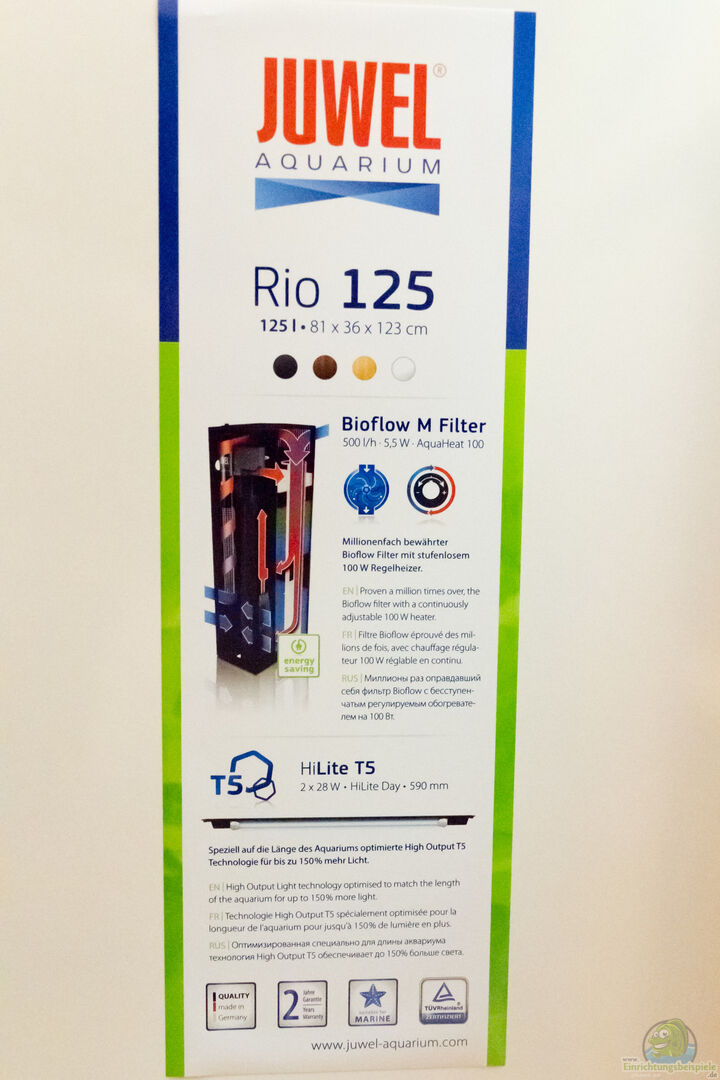 JUWEL®
AQUARIUM
Rio 125
125 l • 81 x 36 x 123 cm
Bioflow M Filter
500 l/h · 5,5 W · AquaHeat 100
Millionenfach bewährter
Bioflow Filter mit stufenlosem
100 W Regelheizer.
EN | Proven a million times over, the
Bioflow filter with a continuously
adjustable 100 W heater.
FR | Filtre Bioflow éprouvé des mil-
lions de fois, avec chauffage régula-
teur 100 W réglable en continu.
RUS | Миллионы раз оправдавший
себя фильтр Bioflow с бесступен-
чатым регулируемым обогревате-
лем на 100 Вт.
energy
saving
T5
HiLite T5
2 x 28 W • HiLite Day • 590 mm
Speziell auf die Länge des Aquariums optimierte High Output T5
Technologie für bis zu 150% mehr Licht.
EN | High Output Light technology optimised to match the length
of the aquarium for up to 150% more light.
FR | Technologie High Output T5 spécialement optimisée pour la
longueur de l'aquarium pour jusqu'à 150% de lumière en plus.
RUS | Оптимизированная специально для длины аквариума
технология High Output T5 обеспечивает до 150% больше света.
QUALITY
made in
Germany
2
Jahre
Garantie
Years
Warranty
suitable for
MARINE
TÜVRheinland
ZERTIFIZIERT
www.juwel-aquarium.com
www.
Einrichtungsbeispiele
.de